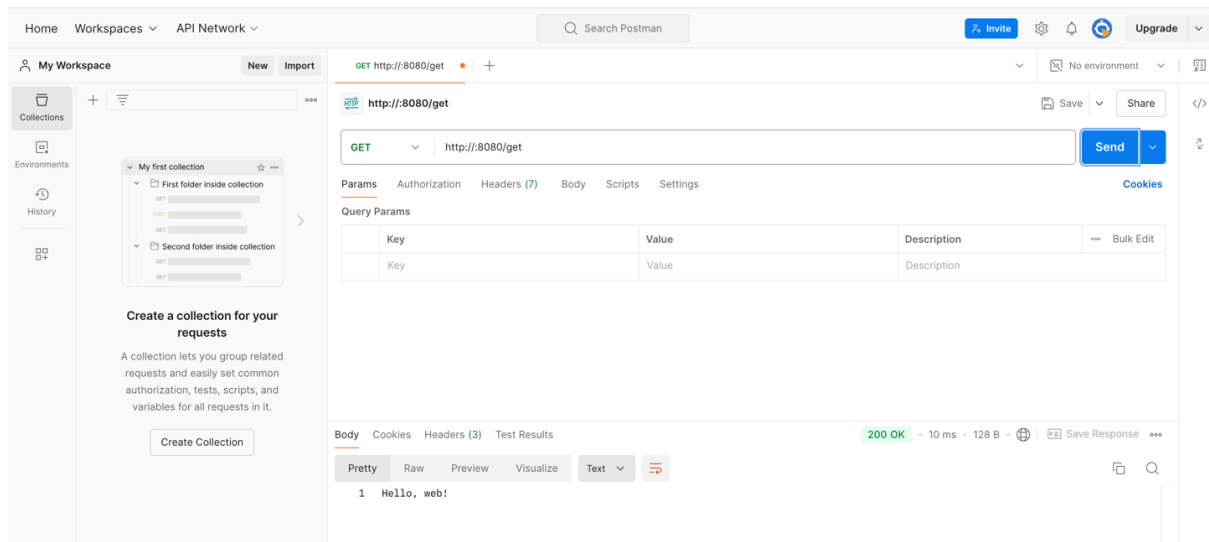 Home Workspaces API Network Search Postman Invite Upgrade
My Workspace New Import GET http://:8080/get No environment
Collections
Environments
History
My first collection
First folder inside collection
GET
POST
GET
Second folder inside collection
GET
GET
Create a collection for your
requests
A collection lets you group related
requests and easily set common
authorization, tests, scripts, and
variables for all requests in it.
Create Collection
HTTP http://:8080/get Save Share
GET http://:8080/get Send
Params Authorization Headers (7) Body Scripts Settings Cookies
Query Params
Key Value Description Bulk Edit
Key Value Description
Body Cookies Headers (3) Test Results 200 OK 10 ms 128 B e.g. Save Response
Pretty Raw Preview Visualize Text
1 Hello, web!